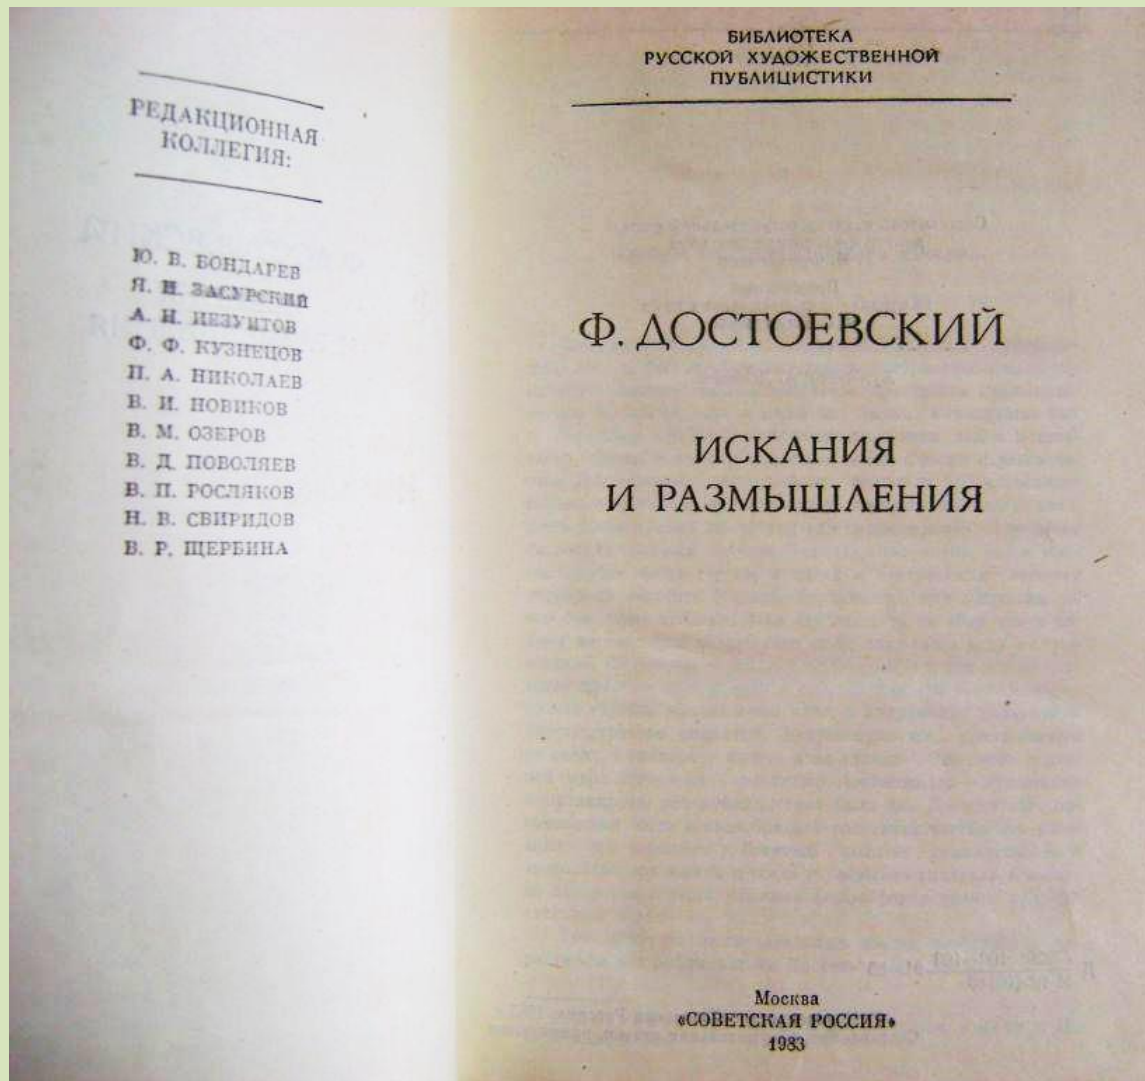 РЕДАКЦИОННАЯ
КОЛЛЕГИЯ:
Ю. В. БОНДАРЕВ
Я. Н. ЗАСУРСКИЙ
А. Н. ИЕЗУИТОВ
Ф. Ф. КУЗНЕЦОВ
П. А. НИКОЛАЕВ
В. И. НОВИКОВ
В. М. ОЗЕРОВ
В. Д. ПОВОЛЯЕВ
В. П. РОСЛЯКОВ
Н. В. СВИРИДОВ
В. Р. ЩЕРБИНА
БИБЛИОТЕКА
РУССКОЙ ХУДОЖЕСТВЕННОЙ
ПУБЛИЦИСТИКИ
Ф. ДОСТОЕВСКИЙ
ИСКАНИЯ
И РАЗМЫШЛЕНИЯ
Москва
«СОВЕТСКАЯ РОССИЯ»
1983